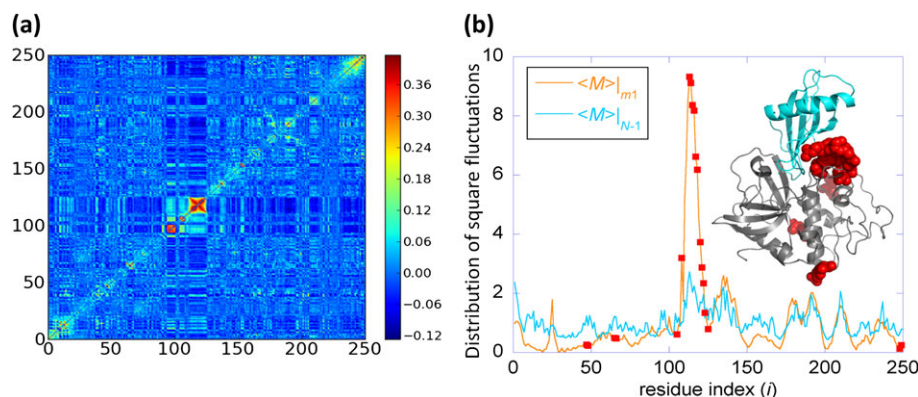 (a)
250
200
150
100
50
0
0 50 100 150 200 250
0.36
0.30
0.24
0.18
0.12
0.06
0.00
−0.06
−0.12
(b)
Distribution of square fluctuations
10
8
6
4
2
0
<M>|m1
<M>|N-1
0 50 100 150 200 250
residue index (i)